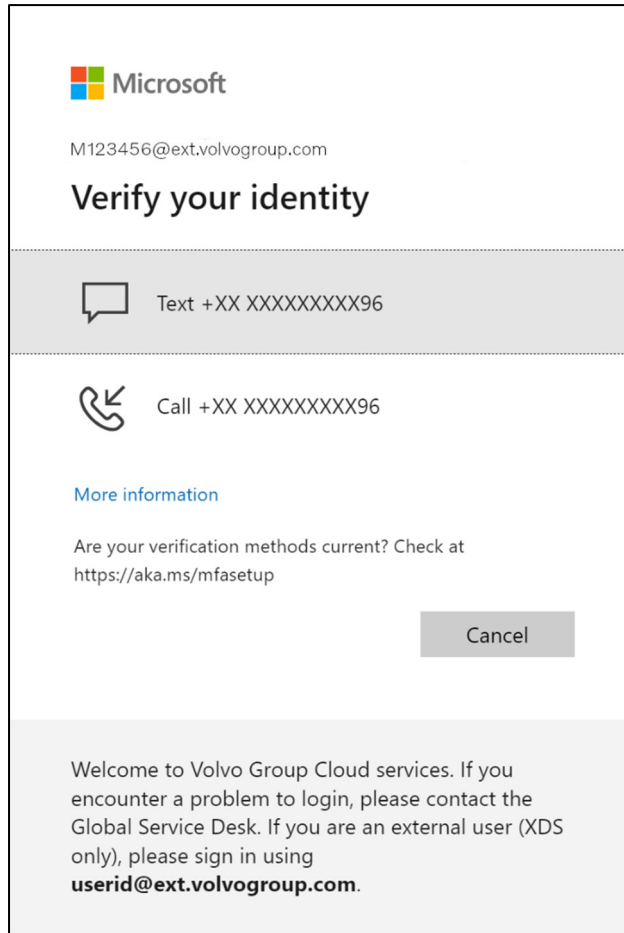 Microsoft
M123456@ext.volvogroup.com
Verify your identity
Text +XX XXXXXXXXX96
Call +XX XXXXXXXXX96
More information
Are your verification methods current? Check at
https://aka.ms/mfasetup
Cancel
Welcome to Volvo Group Cloud services. If you
encounter a problem to login, please contact the
Global Service Desk. If you are an external user (XDS
only), please sign in using
userid@ext.volvogroup.com.